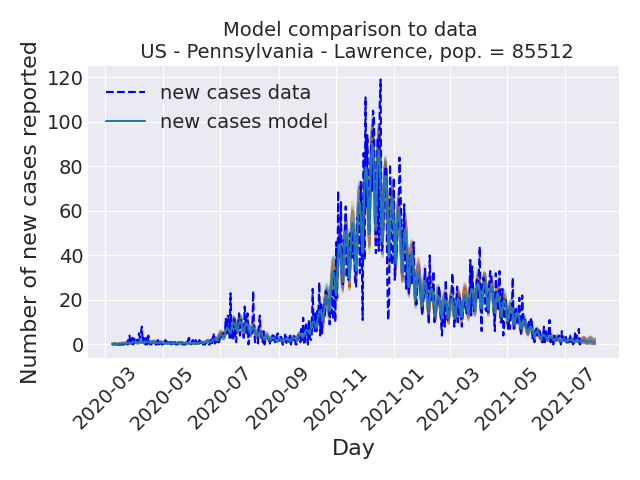 Model comparison to data
US - Pennsylvania - Lawrence, pop. = 85512
Number of new cases reported
120
100
80
60
40
20
0
new cases data
new cases model
2020-03
2020-05
2020-07
2020-09
2020-11
2021-01
2021-03
2021-05
2021-07
Day